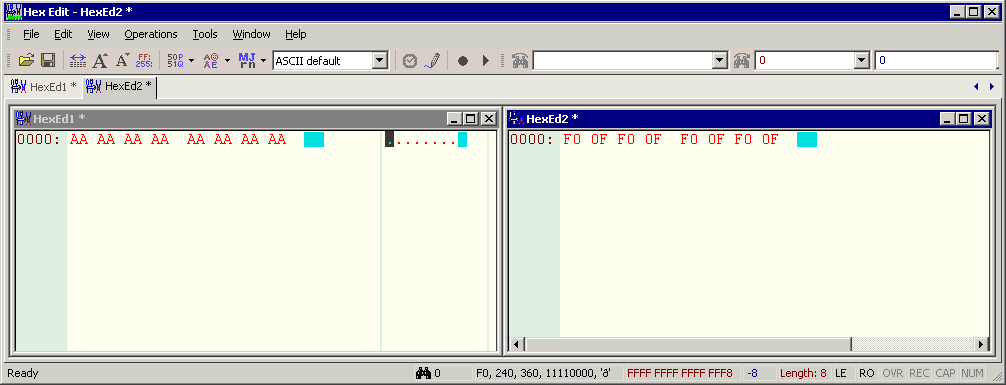 Hex Edit - HexEd2 *
File Edit View Operations Tools Window Help
ASCII default 0 0
HexEd1 * HexEd2 *
HexEd1 *
0000: AA AA AA AA AA AA AA AA ........
HexEd2 *
0000: F0 0F F0 0F F0 0F F0 0F
Ready 0 F0, 240, 360, 11110000, 'ð' FFFF FFFF FFFF FFF8 -8 Length: 8 LE RO OVR REC CAP NUM